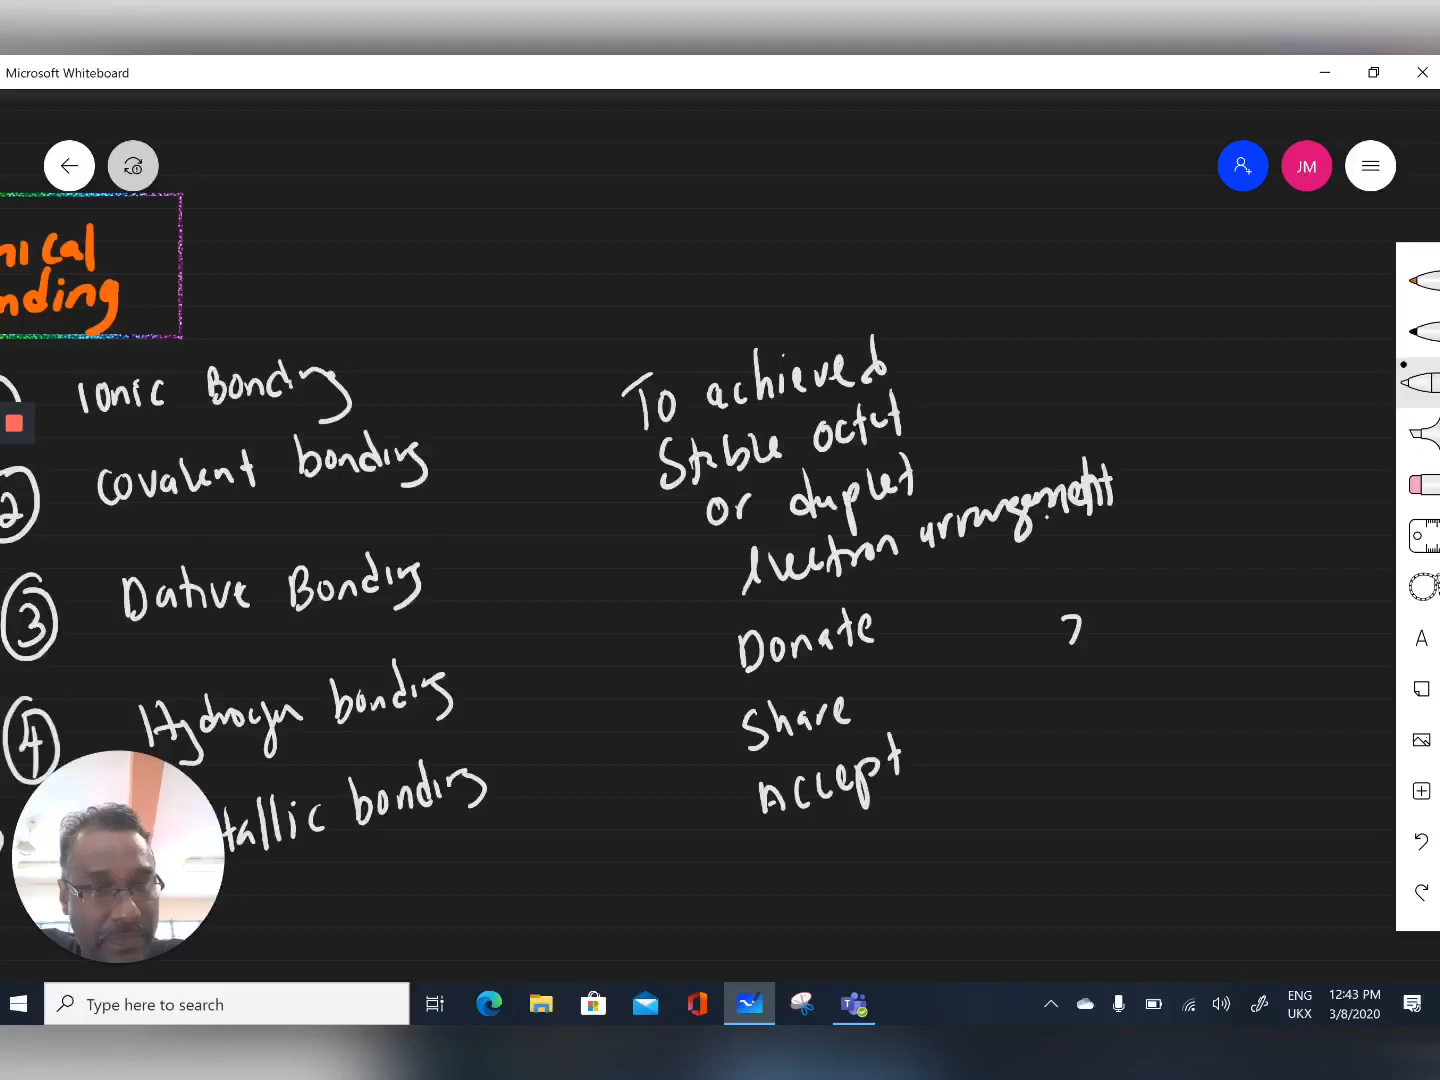 Microsoft Whiteboard
JM
nical
nding
Ionic Bonding
2 Covalent bonding
3 Dative Bonding
4 Hydrogen bonding
tallic bonding
To achieved
Stable octet
or duplet
electron arrangement
Donate
Share
Accept
A
Type here to search
ENG
UKX
12:43 PM
3/8/2020